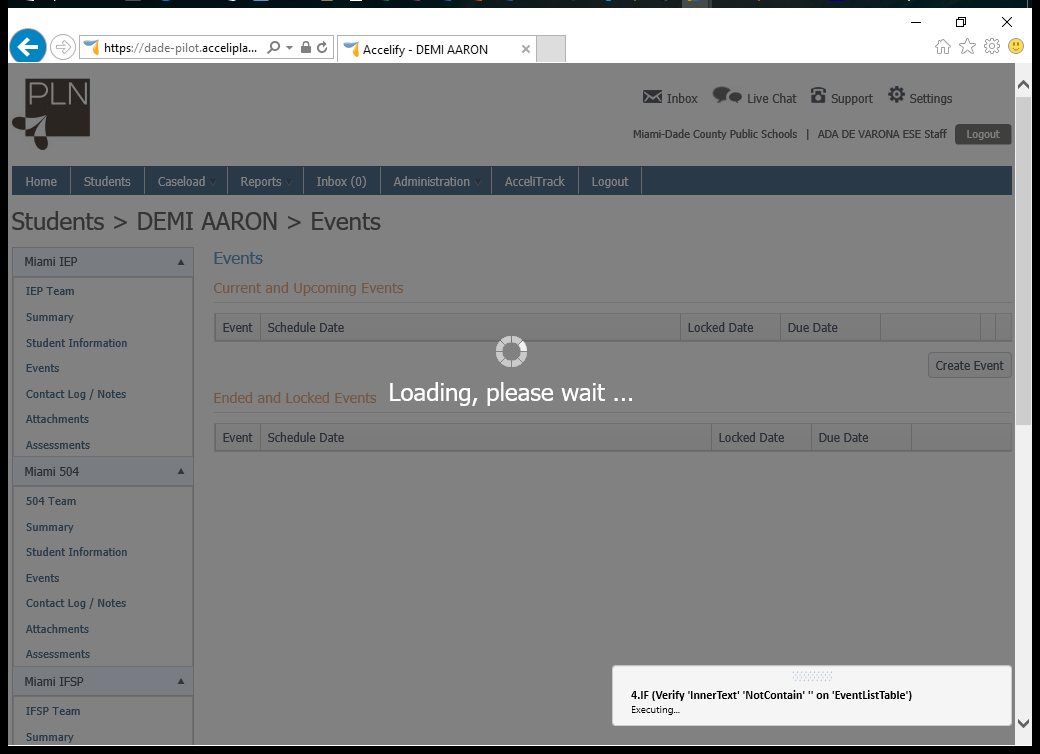 https://dade-pilot.accelipla...
Accelify - DEMI AARON
PLN
Inbox Live Chat Support Settings
Miami-Dade County Public Schools | ADA DE VARONA ESE Staff Logout
Home Students Caseload Reports Inbox (0) Administration AcceliTrack Logout
Students > DEMI AARON > Events
Miami IEP
IEP Team
Summary
Student Information
Events
Contact Log / Notes
Attachments
Assessments
Miami 504
504 Team
Summary
Student Information
Events
Contact Log / Notes
Attachments
Assessments
Miami IFSP
IFSP Team
Summary
Events
Current and Upcoming Events
Event Schedule Date Locked Date Due Date
Create Event
Loading, please wait ...
Ended and Locked Events
Event Schedule Date Locked Date Due Date
4.IF (Verify 'InnerText' 'NotContain' '' on 'EventListTable')
Executing...